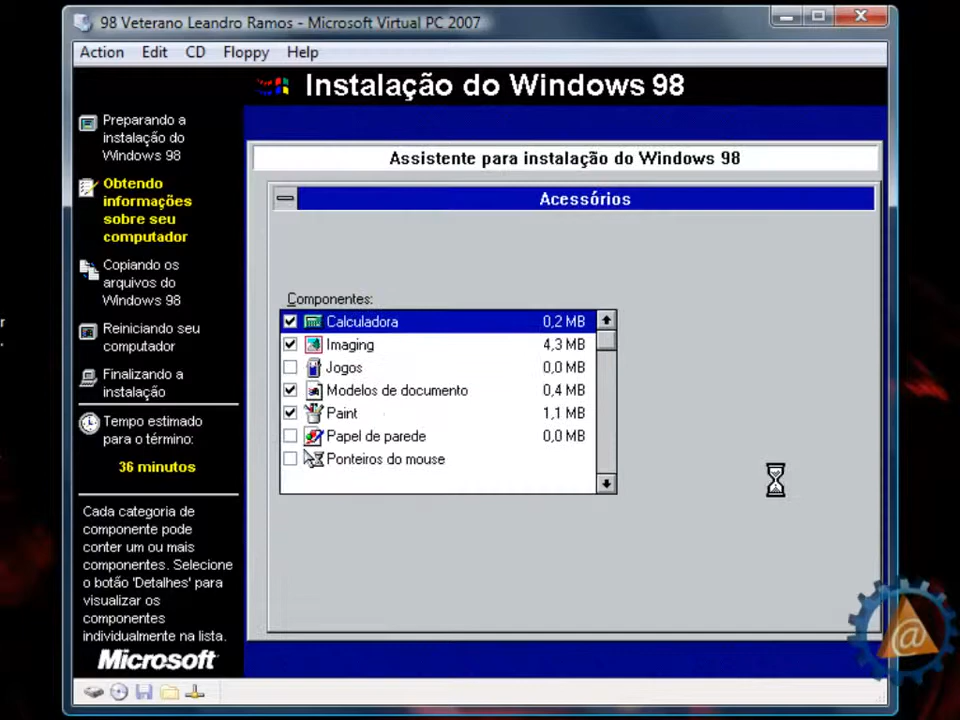 98 Veterano Leandro Ramos - Microsoft Virtual PC 2007
Action Edit CD Floppy Help
Instalação do Windows 98
Preparando a
instalação do
Windows 98
Obtendo
informações
sobre seu
computador
Copiando os
arquivos do
Windows 98
Reiniciando seu
computador
Finalizando a
instalação
Tempo estimado
para o término:
36 minutos
Cada categoria de
componente pode
conter um ou mais
componentes. Selecione
o botão 'Detalhes' para
visualizar os
componentes
individualmente na lista.
Microsoft
Assistente para instalação do Windows 98
Acessórios
Componentes:
Calculadora 0,2 MB
Imaging 4,3 MB
Jogos 0,0 MB
Modelos de documento 0,4 MB
Paint 1,1 MB
Papel de parede 0,0 MB
Ponteiros do mouse
@